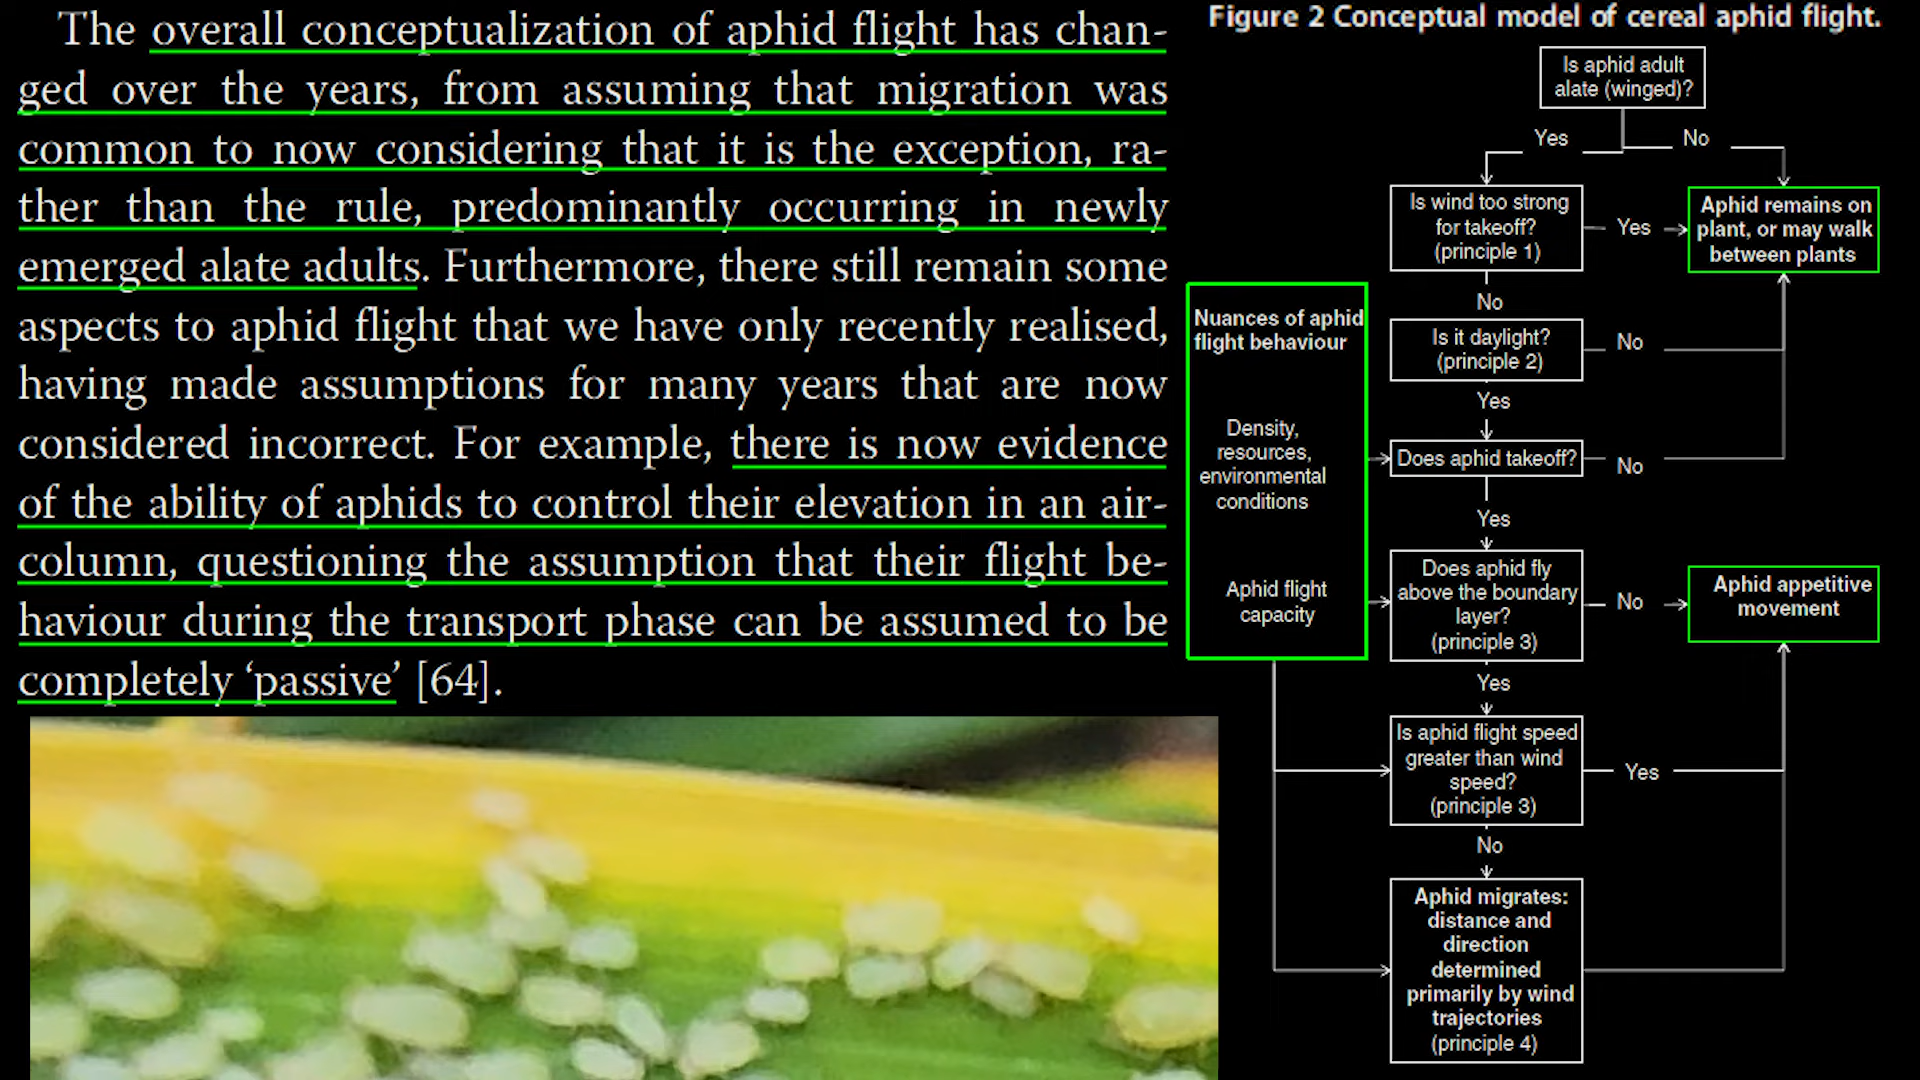 The overall conceptualization of aphid flight has chan-
ged over the years, from assuming that migration was
common to now considering that it is the exception, ra-
ther than the rule, predominantly occurring in newly
emerged alate adults. Furthermore, there still remain some
aspects to aphid flight that we have only recently realised,
having made assumptions for many years that are now
considered incorrect. For example, there is now evidence
of the ability of aphids to control their elevation in an air-
column, questioning the assumption that their flight be-
haviour during the transport phase can be assumed to be
completely ‘passive’ [64].
Figure 2 Conceptual model of cereal aphid flight.
Is aphid adult
alate (winged)?
Yes
No
Is wind too strong
for takeoff?
(principle 1)
Yes
Aphid remains on
plant, or may walk
between plants
No
Nuances of aphid
flight behaviour
Is it daylight?
(principle 2)
No
Yes
Density,
resources,
environmental
conditions
Does aphid takeoff?
No
Yes
Aphid flight
capacity
Does aphid fly
above the boundary
layer?
(principle 3)
No
Aphid appetitive
movement
Yes
Is aphid flight speed
greater than wind
speed?
(principle 3)
Yes
No
Aphid migrates:
distance and
direction
determined
primarily by wind
trajectories
(principle 4)